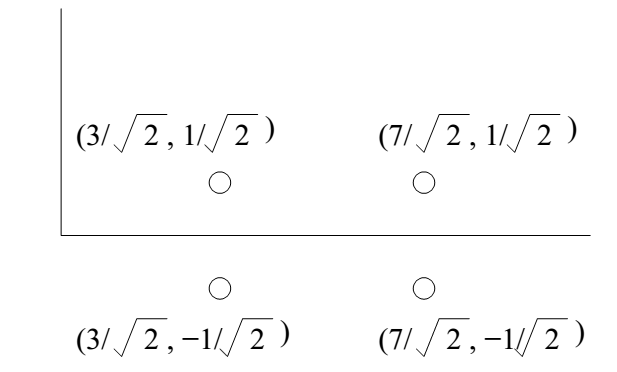 (3/√2, 1/√2) (7/√2, 1/√2)
(3/√2, −1/√2) (7/√2, −1/√2)